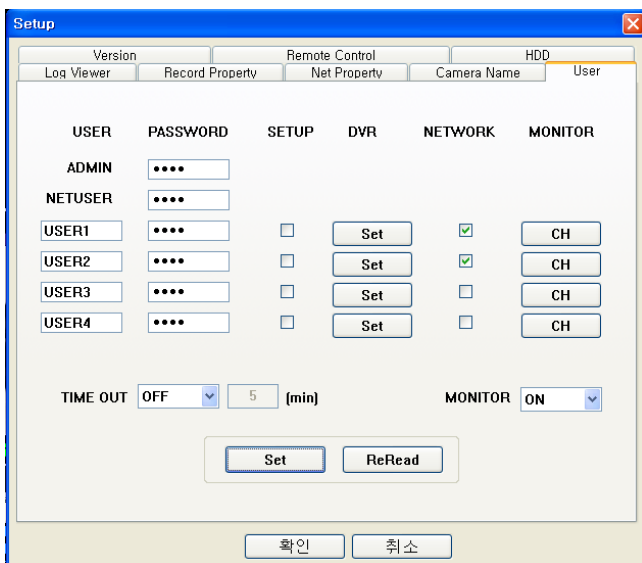 Setup
Version Remote Control HDD
Log Viewer Record Property Net Property Camera Name User
USER PASSWORD SETUP DVR NETWORK MONITOR
ADMIN ••••
NETUSER ••••
USER1 •••• Set CH
USER2 •••• Set CH
USER3 •••• Set CH
USER4 •••• Set CH
TIME OUT OFF 5 (min) MONITOR ON
Set ReRead
확인 취소